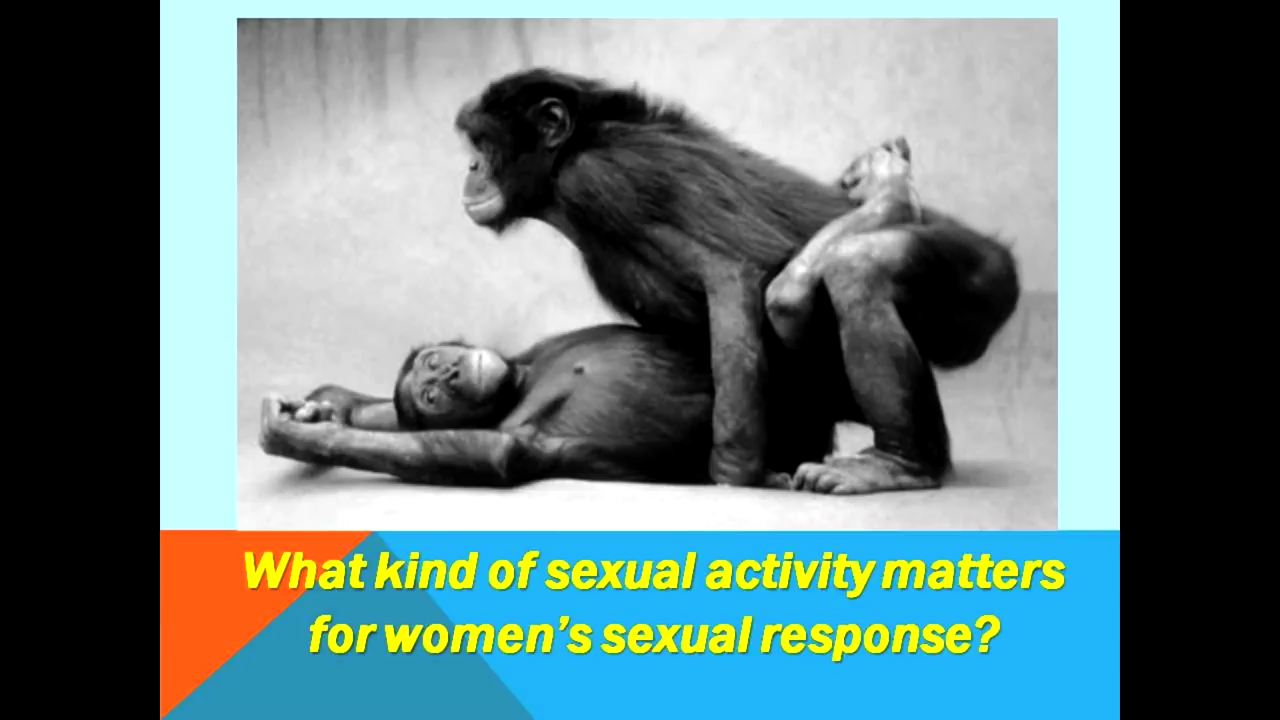 What kind of sexual activity matters
for women’s sexual response?